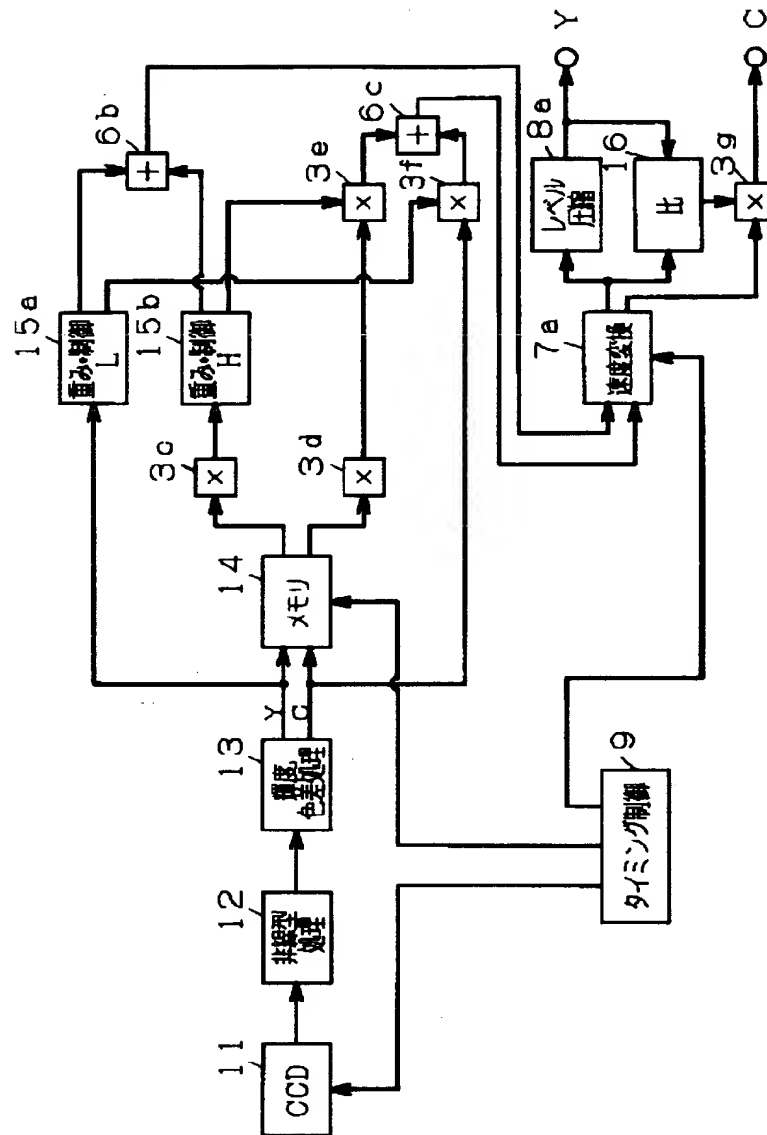 11
CCD
12
非線形
処理
13
輝度,
色差処理
Y
C
14
メモリ
3c
×
3d
×
15a
重み・制御
L
15b
重み・制御
H
6b
+
3e
×
3f
×
6c
+
7a
速度変換
8a
レベル
圧縮
16
比
3g
×
Y
C
9
タイミング制御